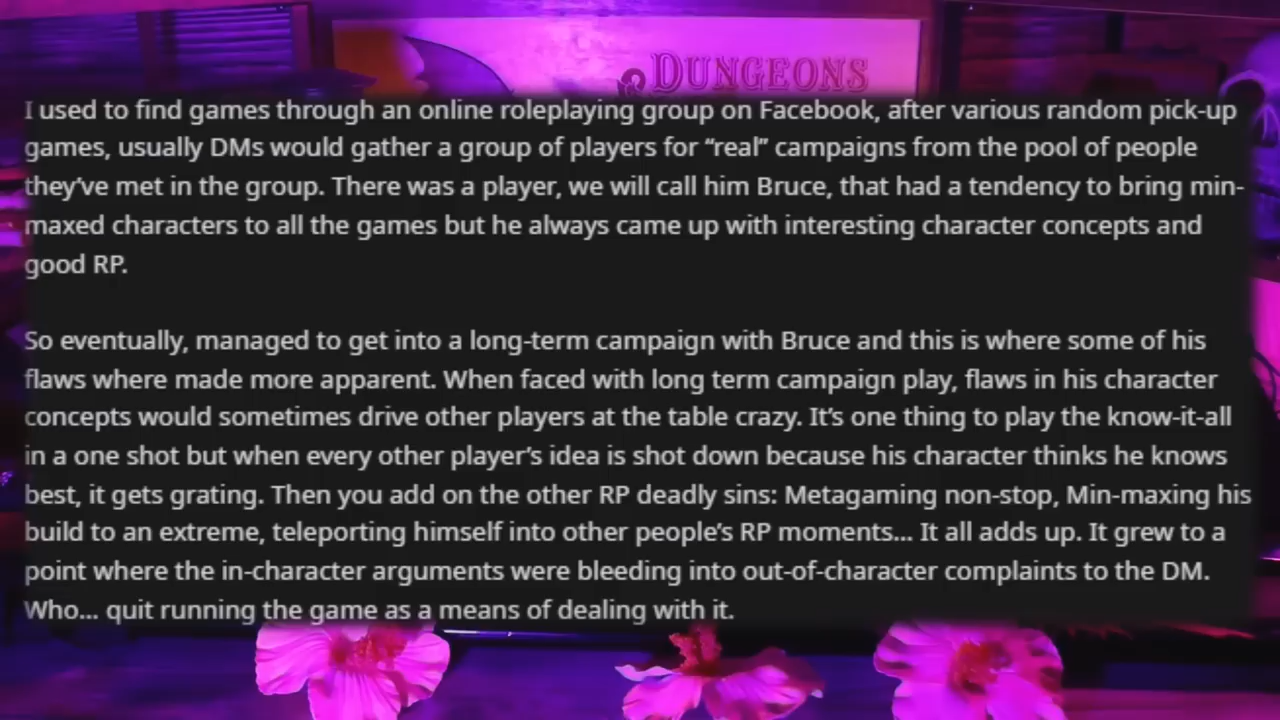 DUNGEONS
I used to find games through an online roleplaying group on Facebook, after various random pick-up
games, usually DMs would gather a group of players for “real” campaigns from the pool of people
they’ve met in the group. There was a player, we will call him Bruce, that had a tendency to bring min-
maxed characters to all the games but he always came up with interesting character concepts and
good RP.
So eventually, managed to get into a long-term campaign with Bruce and this is where some of his
flaws where made more apparent. When faced with long term campaign play, flaws in his character
concepts would sometimes drive other players at the table crazy. It’s one thing to play the know-it-all
in a one shot but when every other player’s idea is shot down because his character thinks he knows
best, it gets grating. Then you add on the other RP deadly sins: Metagaming non-stop, Min-maxing his
build to an extreme, teleporting himself into other people’s RP moments... It all adds up. It grew to a
point where the in-character arguments were bleeding into out-of-character complaints to the DM.
Who... quit running the game as a means of dealing with it.